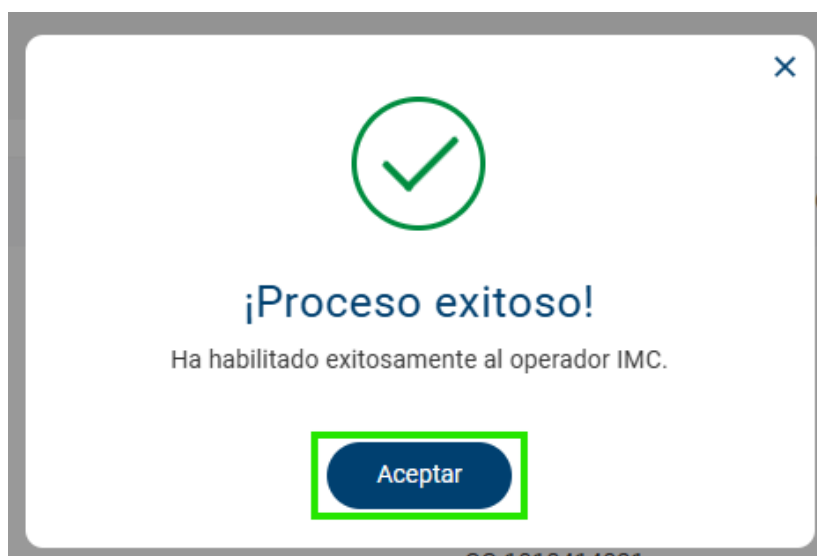 ¡Proceso exitoso!
Ha habilitado exitosamente al operador IMC.
Aceptar